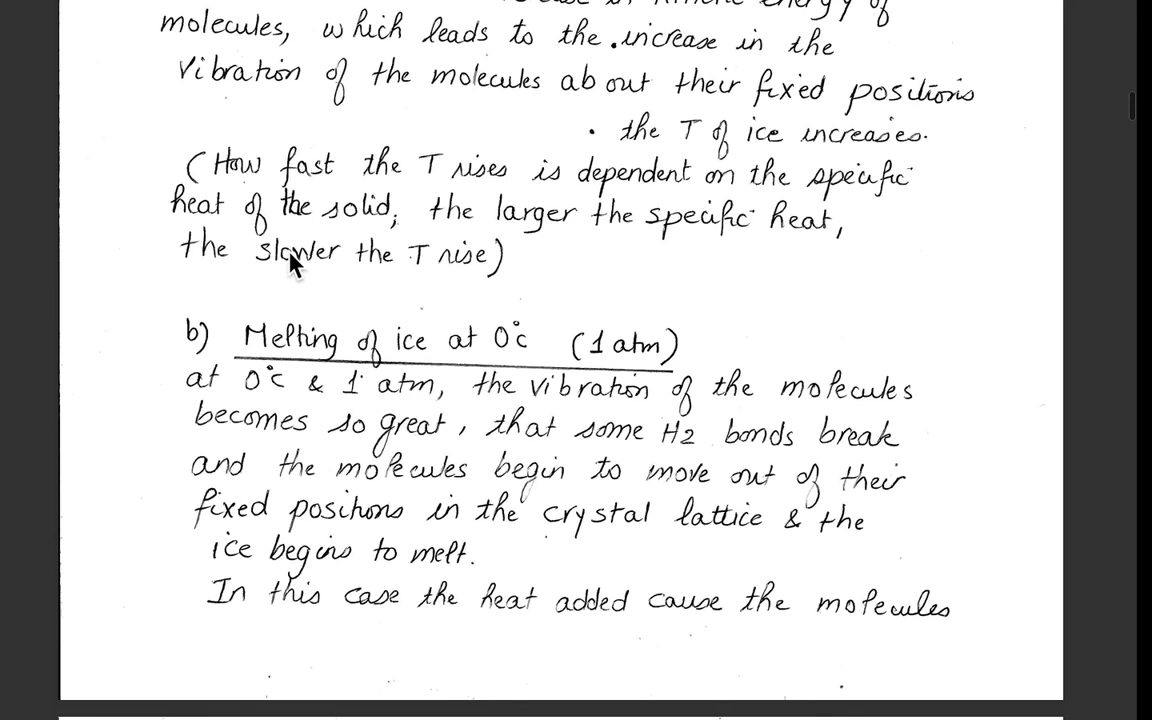 energy of
molecules, which leads to the increase in the
vibration of the molecules about their fixed positions
. the T of ice increases.
(How fast the T rises is dependent on the specific
heat of the solid, the larger the specific heat,
the slower the T rise)
b) Melting of ice at 0°c (1 atm)
at 0°c & 1 atm, the vibration of the molecules
becomes so great, that some H2 bonds break
and the molecules begin to move out of their
fixed positions in the crystal lattice & the
ice begins to melt.
In this case the heat added cause the molecules